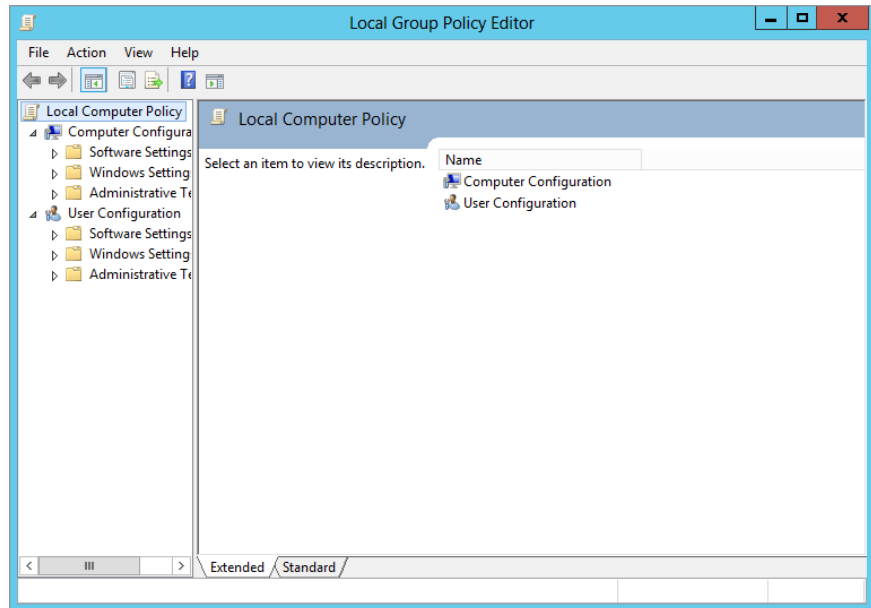 Local Group Policy Editor
File Action View Help
Local Computer Policy
Computer Configura
Software Settings
Windows Setting
Administrative Te
User Configuration
Software Settings
Windows Setting
Administrative Te
Local Computer Policy
Select an item to view its description.
Name
Computer Configuration
User Configuration
Extended Standard